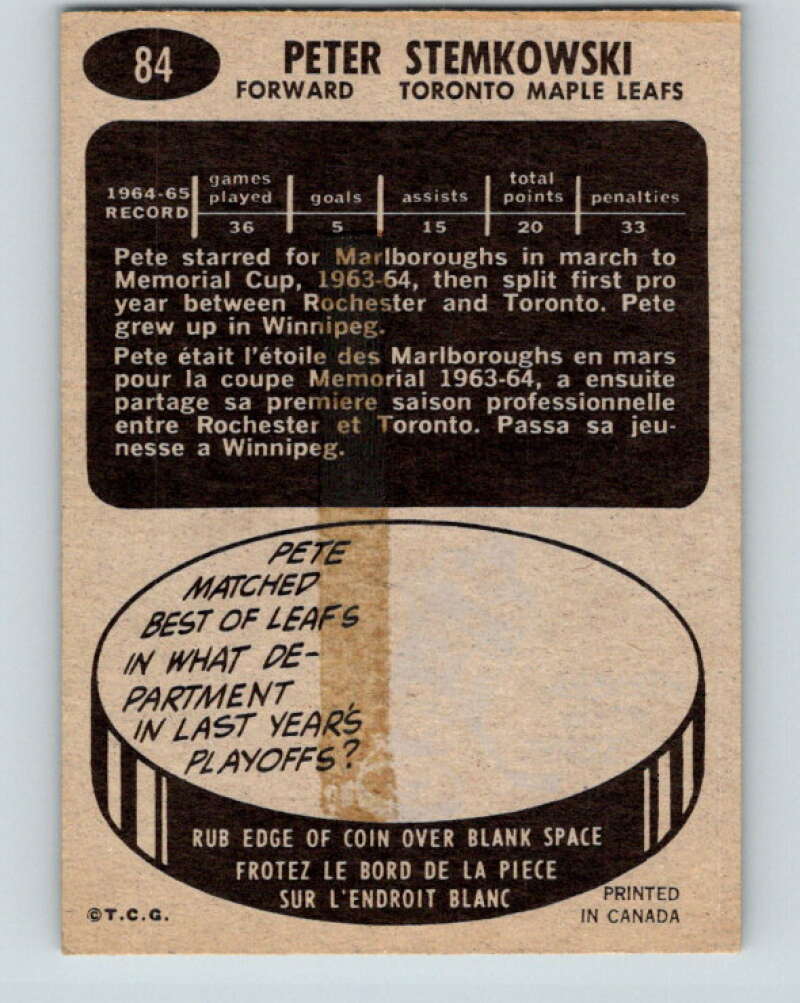 84
PETER STEMKOWSKI
FORWARD TORONTO MAPLE LEAFS
1964-65 RECORD games played goals assists total points penalties
36 5 15 20 33
Pete starred for Marlboroughs in march to
Memorial Cup, 1963-64, then split first pro
year between Rochester and Toronto. Pete
grew up in Winnipeg.
Pete était l'étoile des Marlboroughs en mars
pour la coupe Memorial 1963-64, a ensuite
partage sa premiere saison professionnelle
entre Rochester et Toronto. Passa sa jeu-
nesse a Winnipeg.
PETE
MATCHED
BEST OF LEAFS
IN WHAT DE-
PARTMENT
IN LAST YEAR'S
PLAYOFFS?
RUB EDGE OF COIN OVER BLANK SPACE
FROTEZ LE BORD DE LA PIECE
SUR L'ENDROIT BLANC
©T.C.G.
PRINTED
IN CANADA